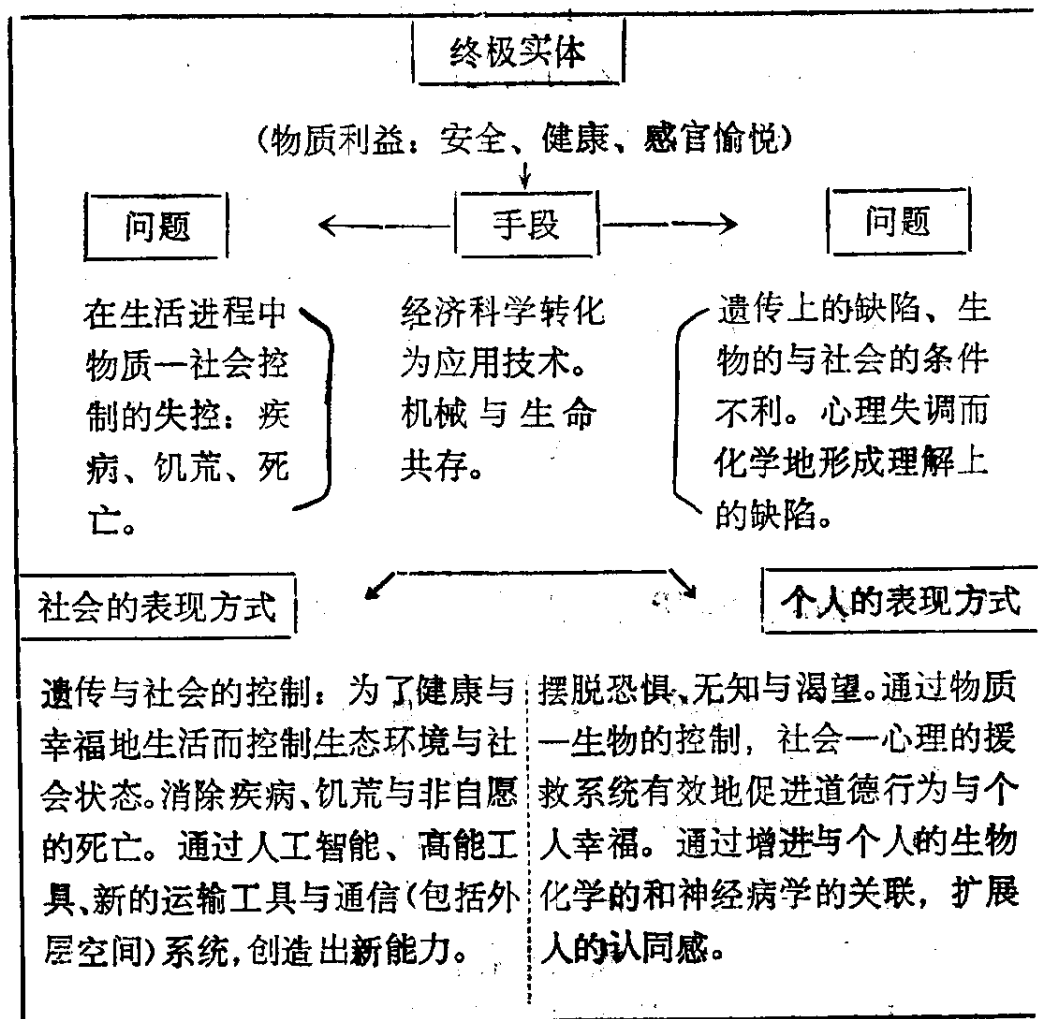 终极实体
(物质利益：安全、健康、感官愉悦)
问题
手段
问题
在生活进程中
物质一社会控
制的失控：疾
病、饥荒、死
亡。
经济科学转化
为应用技术。
机械与生命
共存。
遗传上的缺陷、生
物的与社会的条件
不利。心理失调而
化学地形成理解上
的缺陷。
社会的表现方式
个人的表现方式
遗传与社会的控制：为了健康与
幸福地生活而控制生态环境与社
会状态。消除疾病、饥荒与非自愿
的死亡。通过人工智能、高能工
具、新的运输工具与通信(包括外
层空间)系统，创造出新能力。
摆脱恐惧、无知与渴望。通过物质
一生物的控制，社会一心理的援
救系统有效地促进道德行为与个
人幸福。通过增进与个人的生物
化学的和神经病学的关联，扩展
人的认同感。